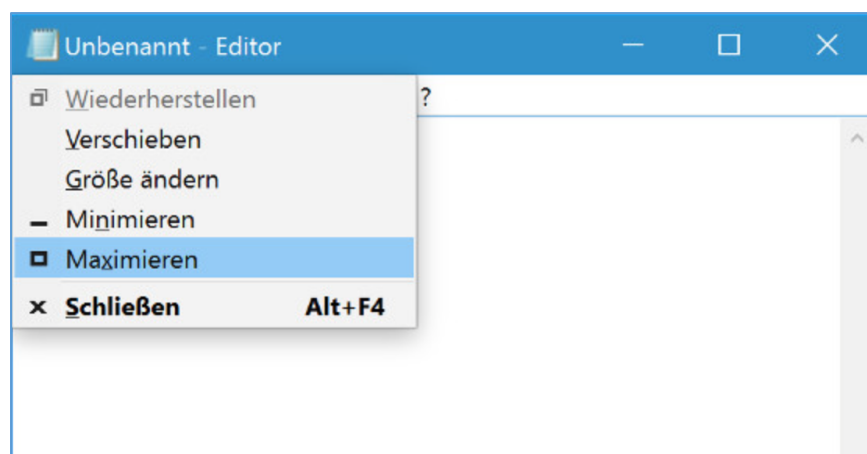 Unbenannt - Editor
?
Wiederherstellen
Verschieben
Größe ändern
Minimieren
Maximieren
Schließen Alt+F4